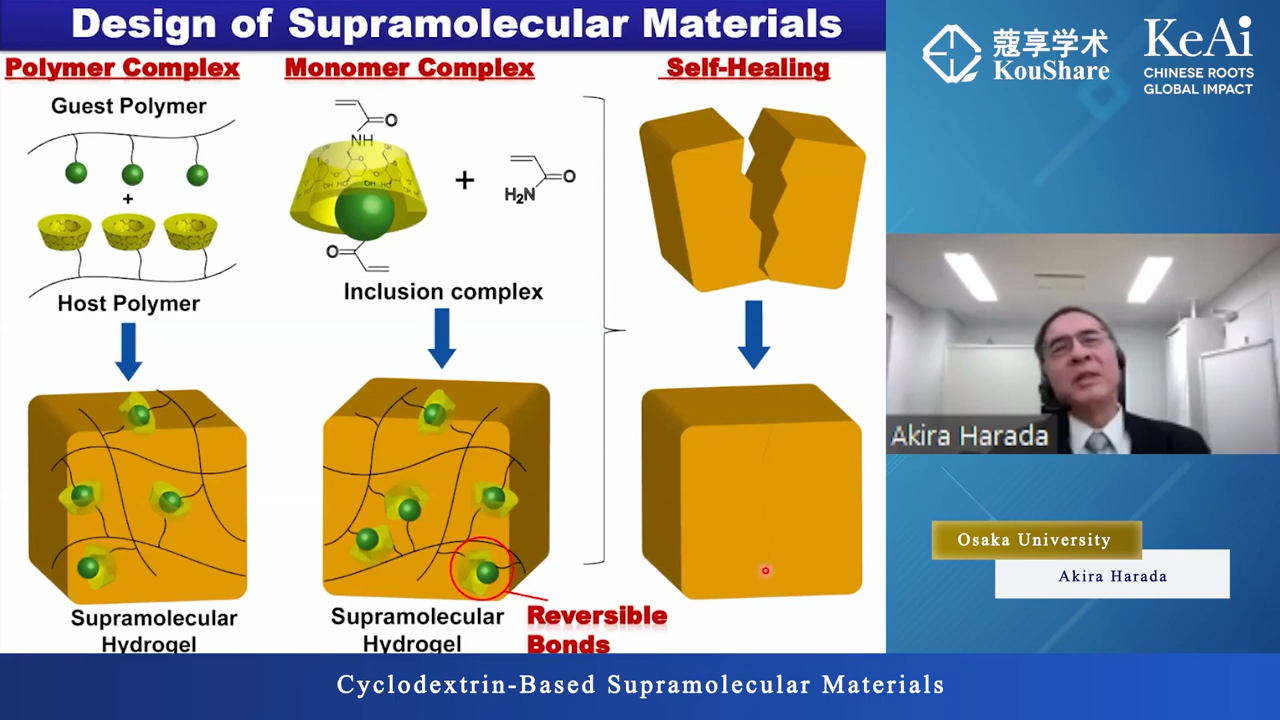 Design of Supramolecular Materials
Polymer Complex
Monomer Complex
Self-Healing
Guest Polymer
+
Host Polymer
Supramolecular
Hydrogel
O
NH
+
O
H₂N
O
Inclusion complex
Supramolecular
Hydrogel
Reversible
Bonds
蔻享学术
KouShare
KeAi
CHINESE ROOTS
GLOBAL IMPACT
Akira Harada
Osaka University
Akira Harada
Cyclodextrin-Based Supramolecular Materials